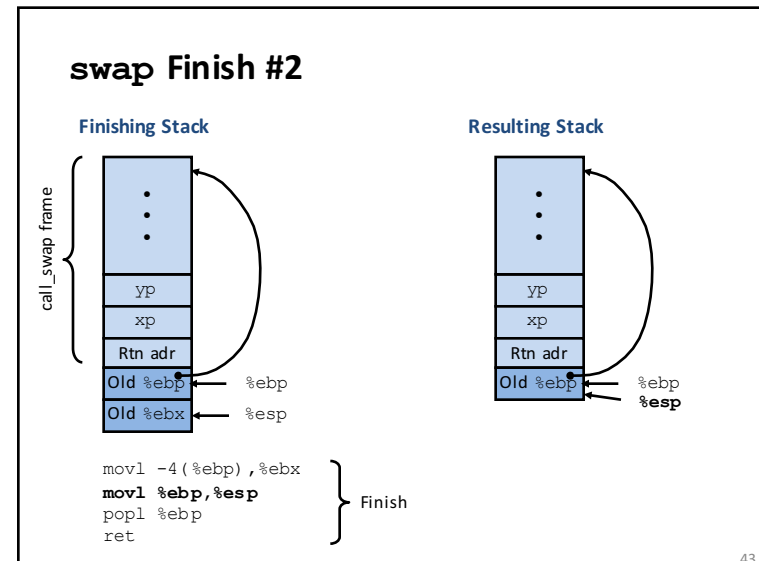 swap Finish #2
Finishing Stack
Resulting Stack
call_swap frame
•
•
•
yp
xp
Rtn adr
Old %ebp
%ebp
Old %ebx
%esp
•
•
•
yp
xp
Rtn adr
Old %ebp
%ebp
%esp
movl -4(%ebp),%ebx
movl %ebp,%esp
popl %ebp
ret
Finish
43